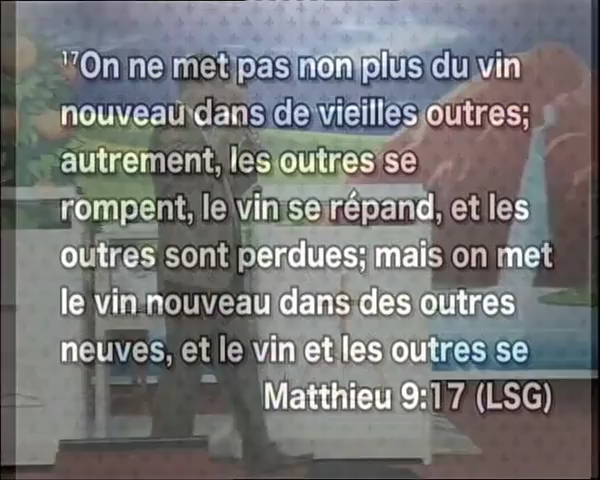 17On ne met pas non plus du vin
nouveau dans de vieilles outres;
autrement, les outres se
rompent, le vin se répand, et les
outres sont perdues; mais on met
le vin nouveau dans des outres
neuves, et le vin et les outres se
Matthieu 9:17 (LSG)